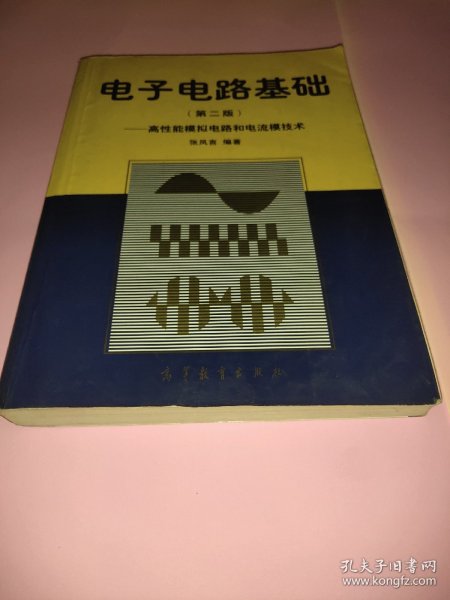 电子电路基础
（第二版）
——高性能模拟电路和电流模技术
张凤言 编著
高等教育出版社
孔夫子旧书网
www.kongfz.com